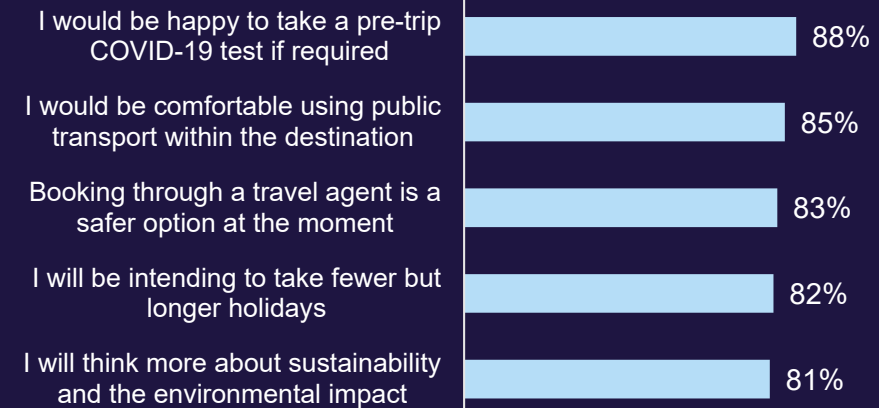 I would be happy to take a pre-trip
COVID-19 test if required
88%
I would be comfortable using public
transport within the destination
85%
Booking through a travel agent is a
safer option at the moment
83%
I will be intending to take fewer but
longer holidays
82%
I will think more about sustainability
and the environmental impact
81%